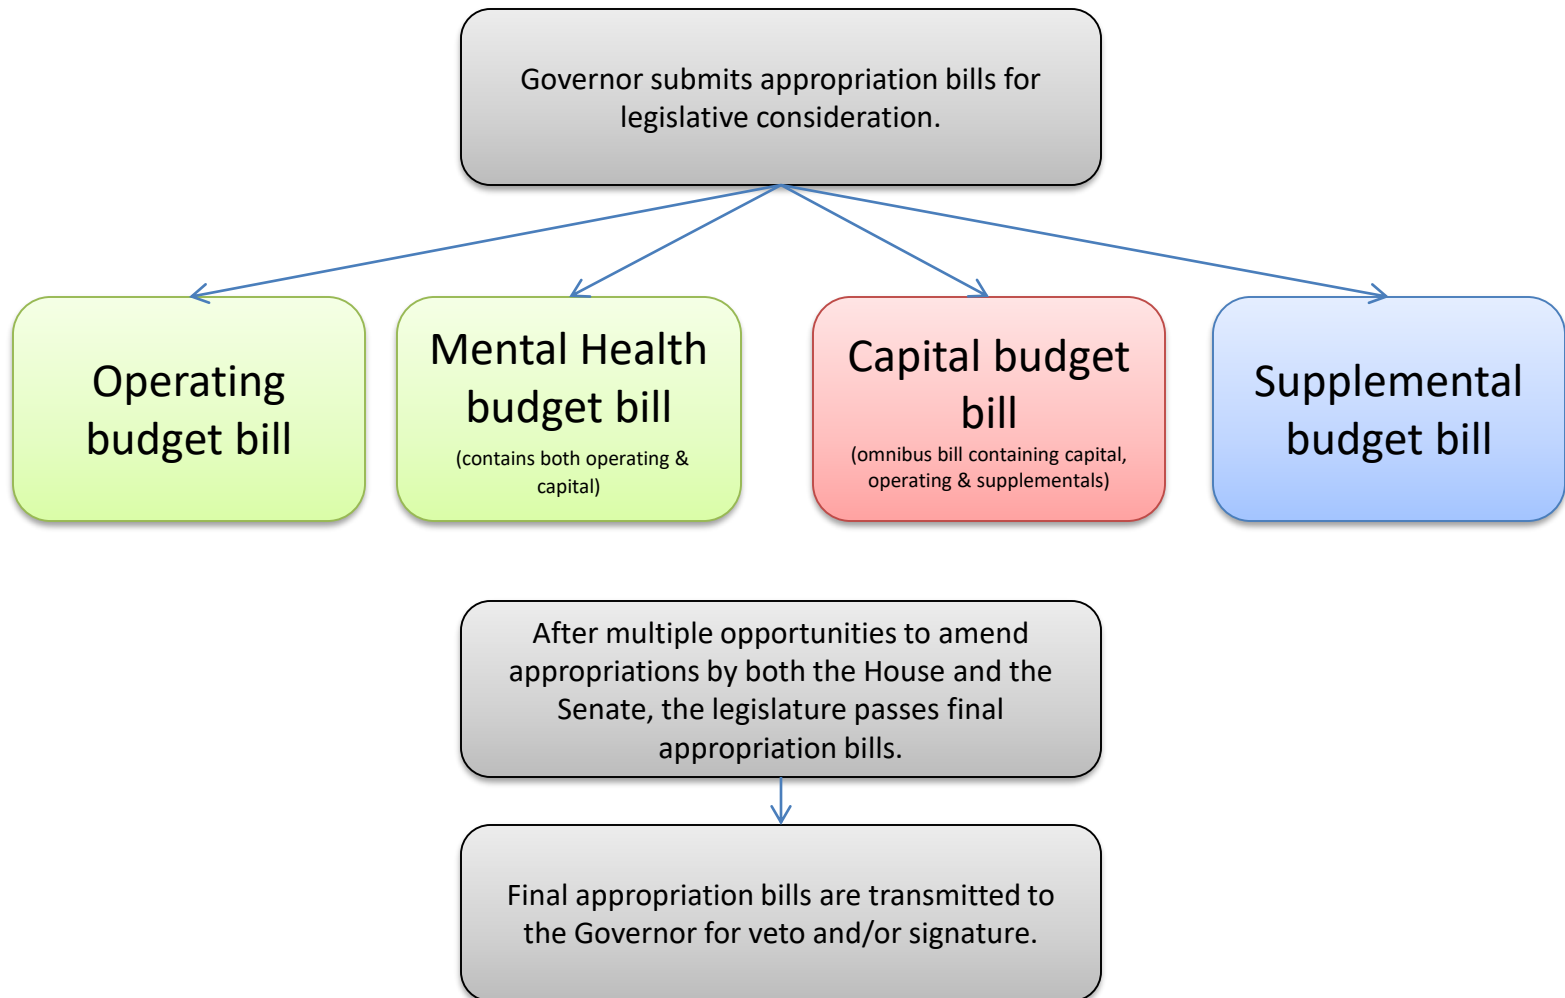 Governor submits appropriation bills for
legislative consideration.
Operating
budget bill
Mental Health
budget bill
(contains both operating &
capital)
Capital budget
bill
(omnibus bill containing capital,
operating & supplementals)
Supplemental
budget bill
After multiple opportunities to amend
appropriations by both the House and the
Senate, the legislature passes final
appropriation bills.
Final appropriation bills are transmitted to
the Governor for veto and/or signature.